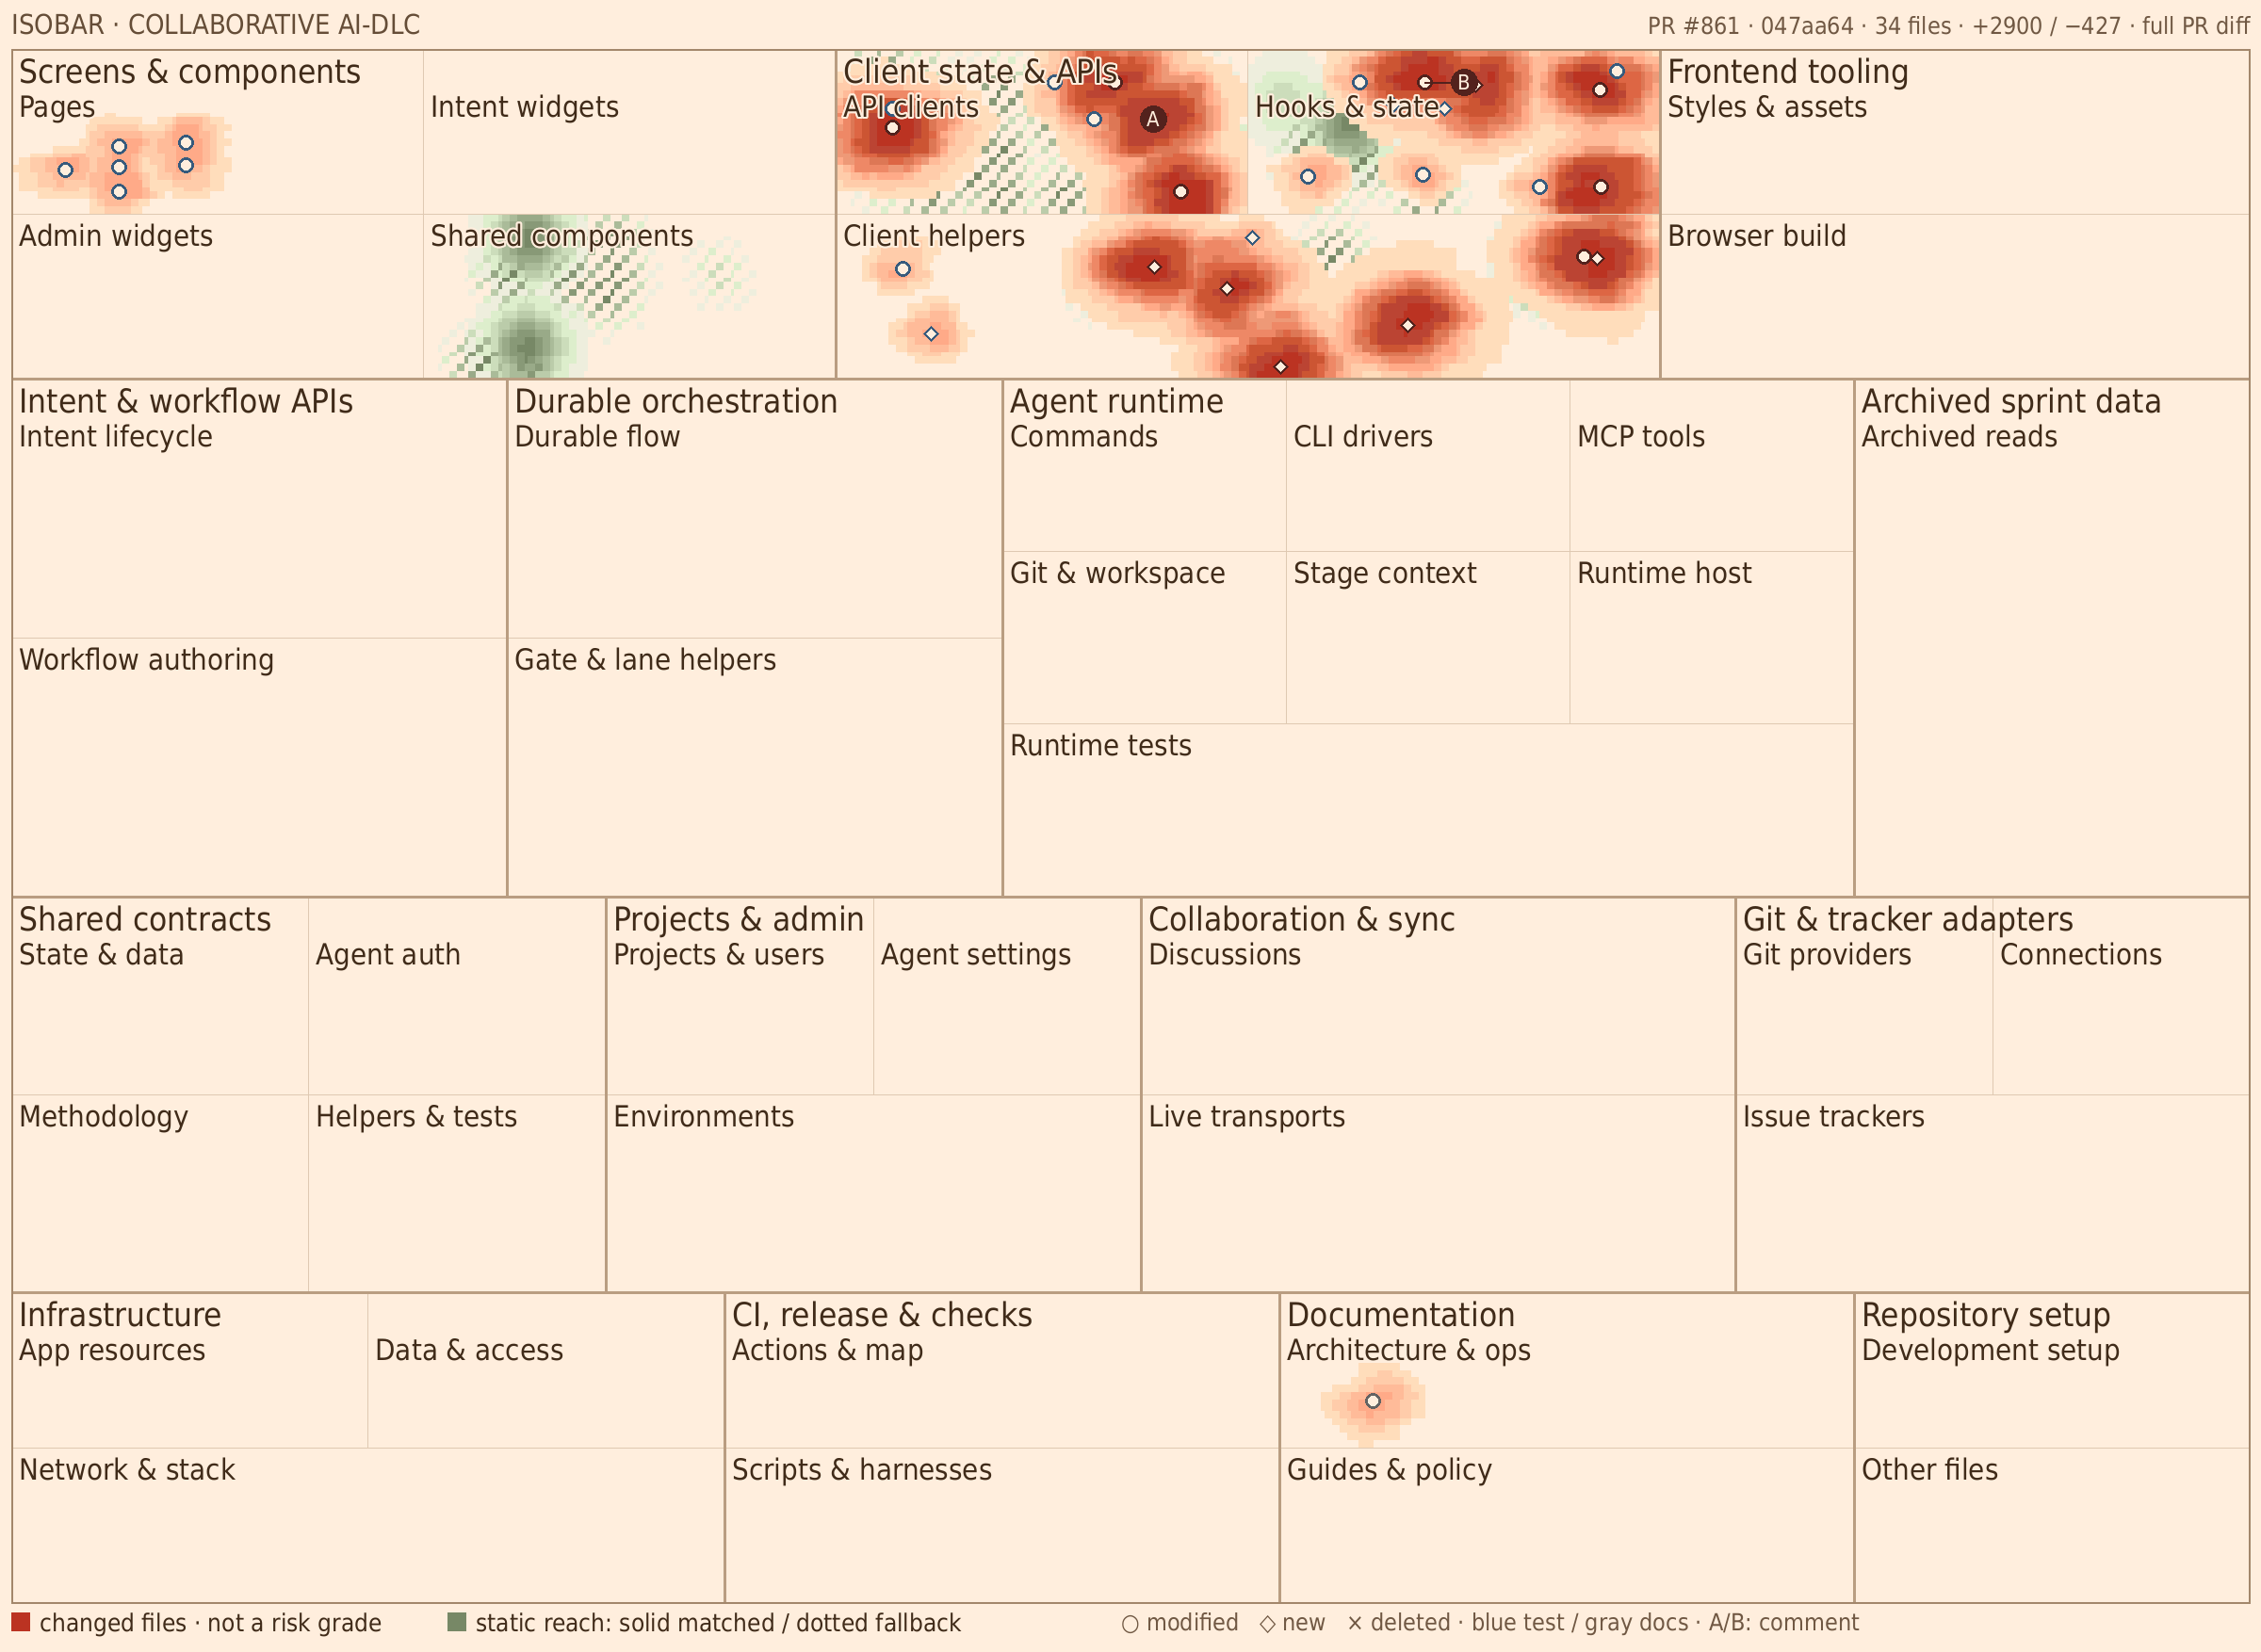 ISOBAR · COLLABORATIVE AI-DLC
PR #861 · 047aa64 · 34 files · +2900 / −427 · full PR diff
Screens & components
Pages
Intent widgets
Admin widgets
Shared components
Client state & APIs
API clients
Hooks & state
Client helpers
A
B
Frontend tooling
Styles & assets
Browser build
Intent & workflow APIs
Intent lifecycle
Workflow authoring
Durable orchestration
Durable flow
Gate & lane helpers
Agent runtime
Commands
CLI drivers
MCP tools
Git & workspace
Stage context
Runtime host
Runtime tests
Archived sprint data
Archived reads
Shared contracts
State & data
Agent auth
Methodology
Helpers & tests
Projects & admin
Projects & users
Agent settings
Environments
Collaboration & sync
Discussions
Live transports
Git & tracker adapters
Git providers
Connections
Issue trackers
Infrastructure
App resources
Data & access
Network & stack
CI, release & checks
Actions & map
Scripts & harnesses
Documentation
Architecture & ops
Guides & policy
Repository setup
Development setup
Other files
changed files · not a risk grade
static reach: solid matched / dotted fallback
○ modified ◇ new × deleted · blue test / gray docs · A/B: comment